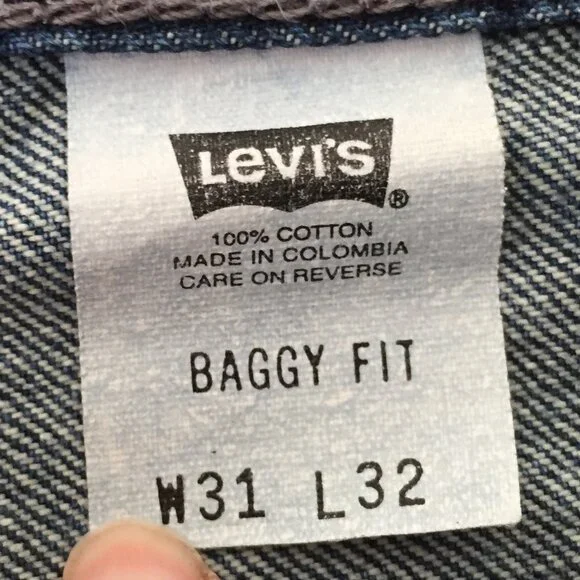 Levi's®
100% COTTON
MADE IN COLOMBIA
CARE ON REVERSE
BAGGY FIT
W31 L32